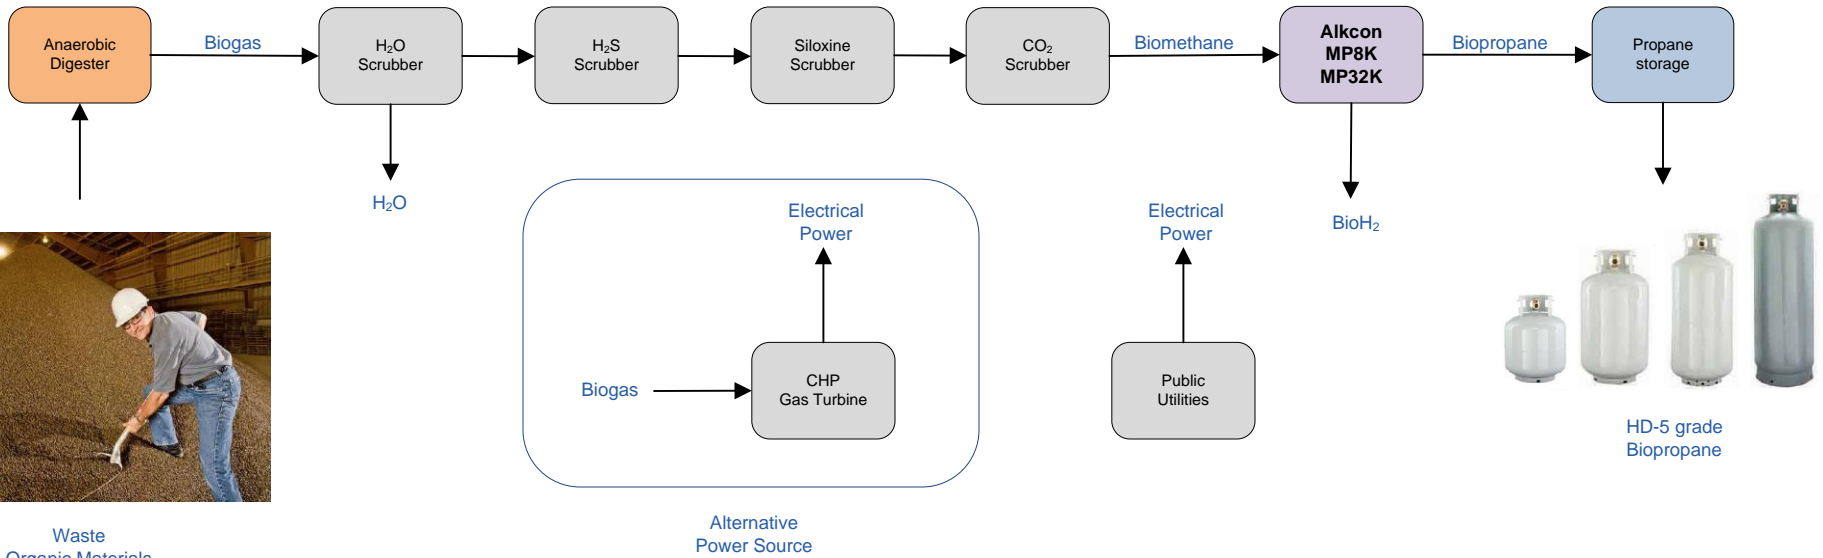 Anaerobic
Digester
Biogas
H₂O
Scrubber
H₂S
Scrubber
Siloxine
Scrubber
CO₂
Scrubber
Biomethane
Alkcon
MP8K
MP32K
Biopropane
Propane
storage
H₂O
Electrical
Power
Electrical
Power
BioH₂
Biogas
CHP
Gas Turbine
Public
Utilities
HD-5 grade
Biopropane
Waste
Organic Materials
Alternative
Power Source